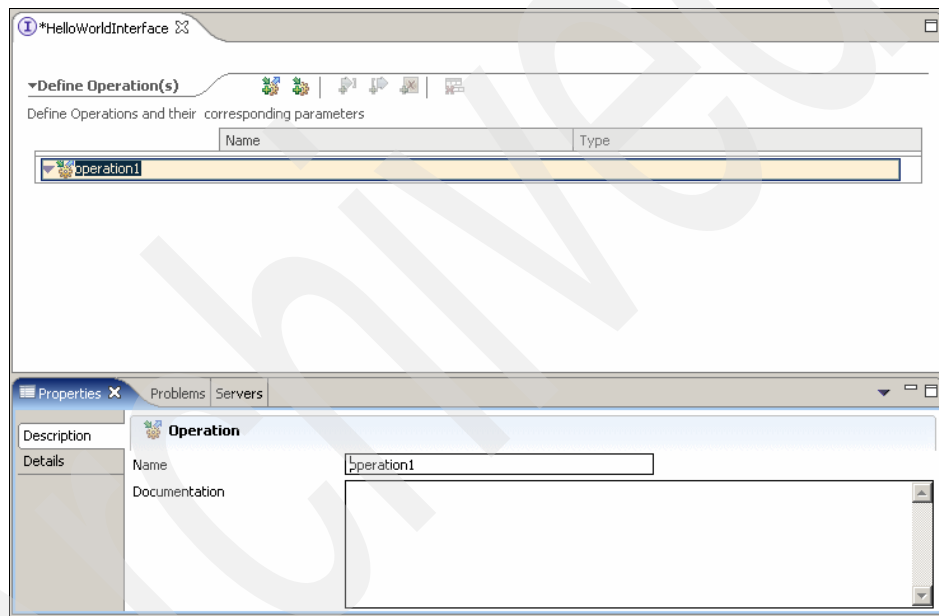 *HelloWorldInterface
Define Operation(s)
Define Operations and their corresponding parameters
Name Type
operation1
Properties Problems Servers
Description Operation
Details Name operation1
Documentation